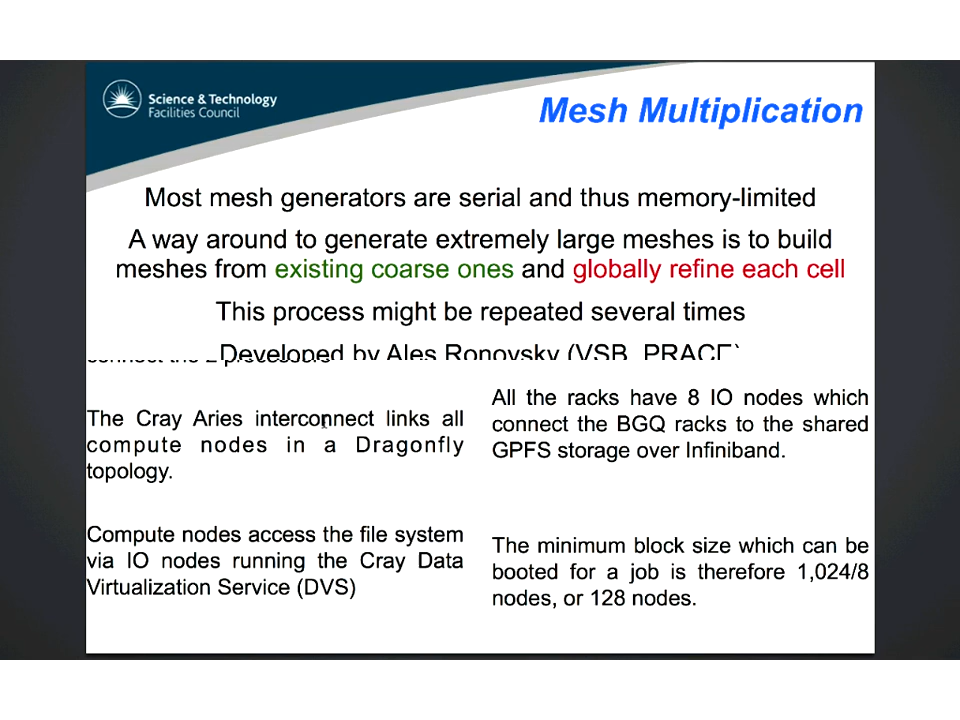 Science & Technology
Facilities Council
Mesh Multiplication
Most mesh generators are serial and thus memory-limited
A way around to generate extremely large meshes is to build
meshes from existing coarse ones and globally refine each cell
This process might be repeated several times
Developed by Ales Ronovsky (VSB, PRACE)
The Cray Aries interconnect links all
compute nodes in a Dragonfly
topology.
Compute nodes access the file system
via IO nodes running the Cray Data
Virtualization Service (DVS)
All the racks have 8 IO nodes which
connect the BGQ racks to the shared
GPFS storage over Infiniband.
The minimum block size which can be
booted for a job is therefore 1,024/8
nodes, or 128 nodes.